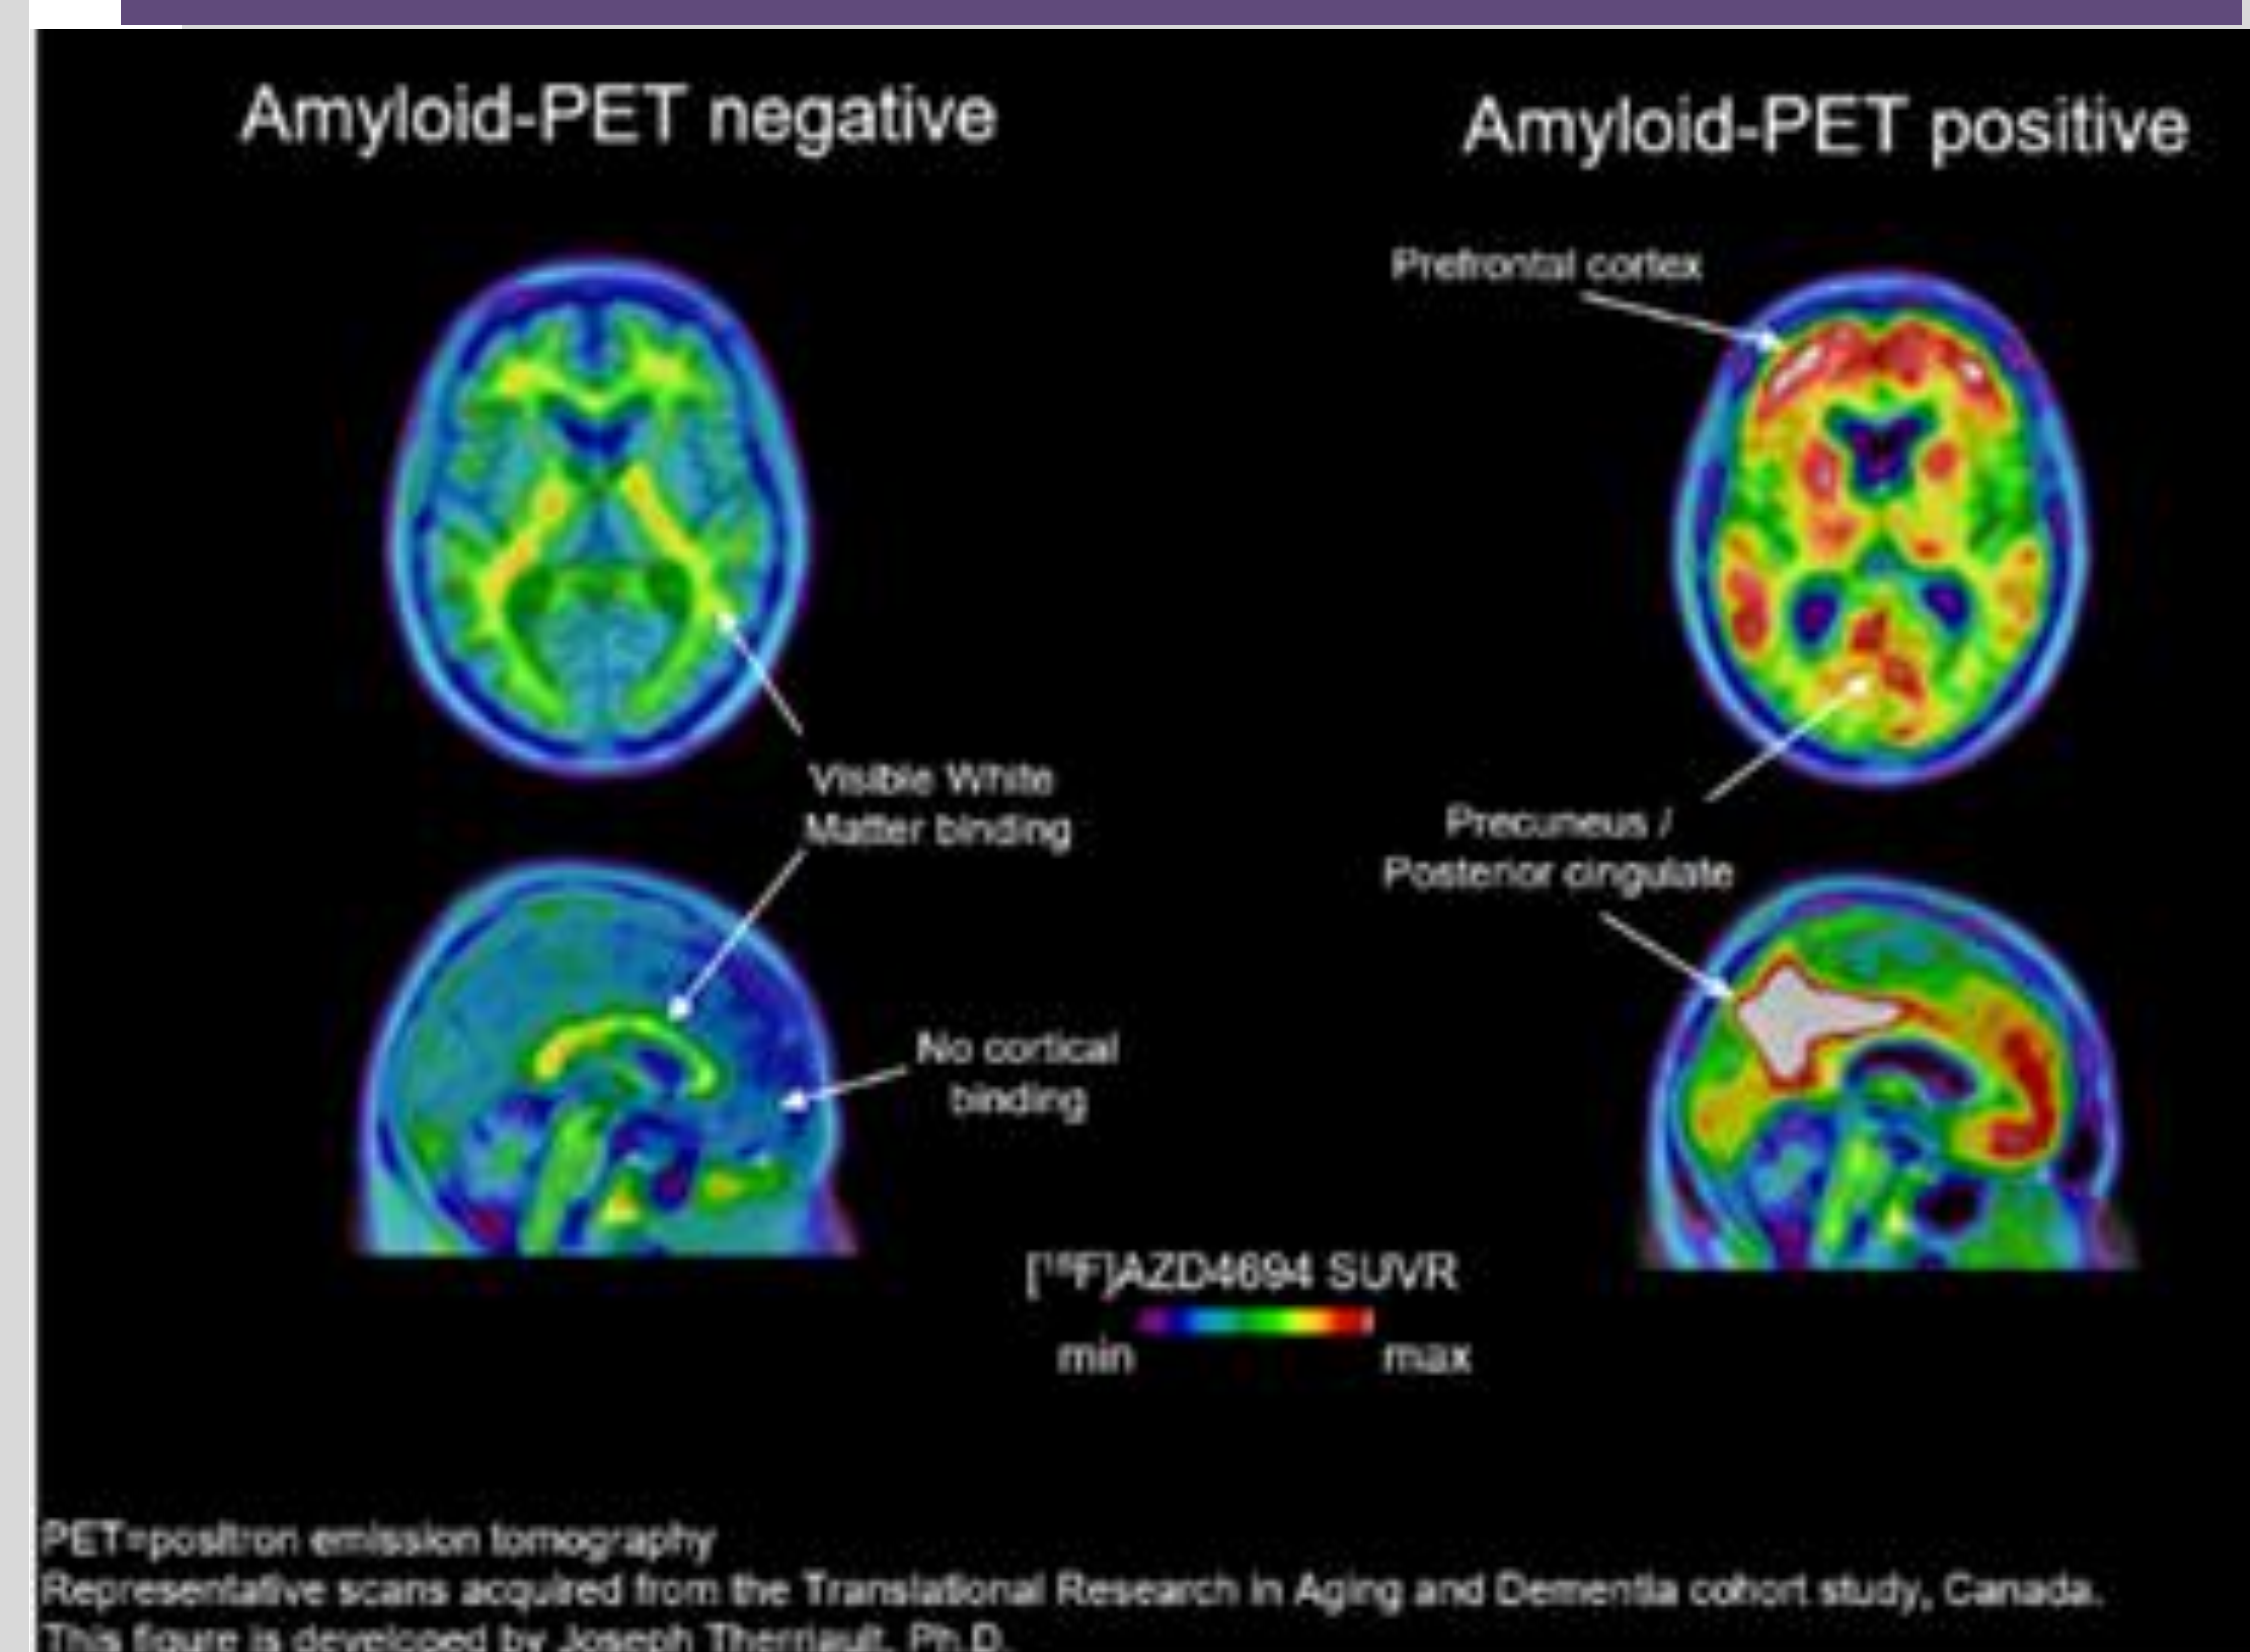 Amyloid-PET negative
Amyloid-PET positive
Prefrontal cortex
Visible White
Matter binding
Precuneus /
Posterior cingulate
No cortical
binding
[¹⁸F]AZD4694 SUVR
min
max
PET=positron emission tomography
Representative scans acquired from the Translational Research in Aging and Dementia cohort study, Canada.
This figure is developed by Joseph Therriault, Ph.D.